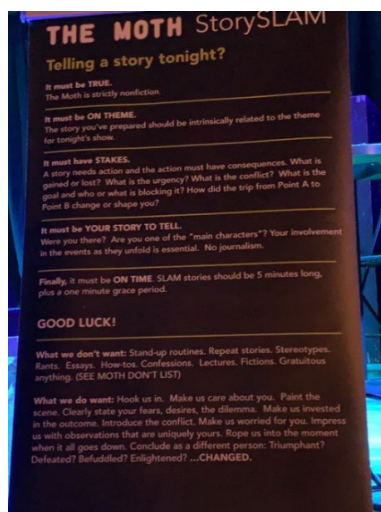 THE MOTH StorySLAM
Telling a story tonight?
It must be TRUE.
The Moth is strictly nonfiction.
It must be ON THEME.
The story you've prepared should be intrinsically related to the theme
for tonight's show.
It must have STAKES.
A story needs action and the action must have consequences. What is
gained or lost? What is the urgency? What is the conflict? What is the
goal and who or what is blocking it? How did the trip from Point A to
Point B change or shape you?
It must be YOUR STORY TO TELL.
Were you there? Are you one of the "main characters"? Your involvement
in the events as they unfold is essential. No journalism.
Finally, it must be ON TIME. SLAM stories should be 5 minutes long,
plus a one minute grace period.
GOOD LUCK!
What we don't want: Stand-up routines. Repeat stories. Stereotypes.
Rants. Essays. How-tos. Confessions. Lectures. Fictions. Gratuitous
anything. (SEE MOTH DON'T LIST)
What we do want: Hook us in. Make us care about you. Paint the
scene. Clearly state your fears, desires, the dilemma. Make us invested
in the outcome. Introduce the conflict. Make us worried for you. Impress
us with observations that are uniquely yours. Rope us into the moment
when it all goes down. Conclude as a different person: Triumphant?
Defeated? Befuddled? Enlightened? ...CHANGED.